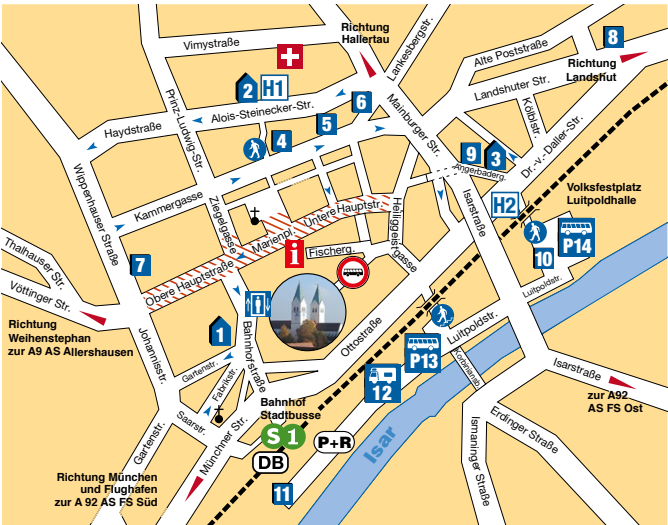 Richtung
Hallertau
Vimystraße
Lankesbergstr.
Alte Poststraße
8
Richtung
Landshut
Prinz-Ludwig-Str.
2
H1
Landshuter Str.
Kölblstr.
Alois-Steinecker-Str.
6
5
Mainburger Str.
Haydstraße
4
9
3
Dr.-v.-Daller-Str.
Wippenhauser Straße
Kammergasse
Angerbaderg.
Volksfestplatz
Luitpoldhalle
Ziegelgasse
Untere Hauptstr.
Heiliggeistgasse
Isarstraße
H2
Marienpl.
P14
Thalhauser Str.
7
i
Fischerg.
10
Obere Hauptstraße
Luitpoldstr.
Vöttinger Str.
Richtung
Weihenstephan
zur A9 AS Allershausen
1
Johannisstr.
Bahnhofstraße
Ottostraße
Luitpoldstr.
P13
Korbinianb.
Gartenstr.
Fabrikstr.
12
Isarstraße
zur A92
AS FS Ost
Bahnhof
Stadtbusse
Saarstr.
S1
P+R
Isar
Erdinger Straße
Ismaninger Straße
Gartenstr.
Münchner Str.
DB
Richtung München
und Flughafen
zur A 92 AS FS Süd
11